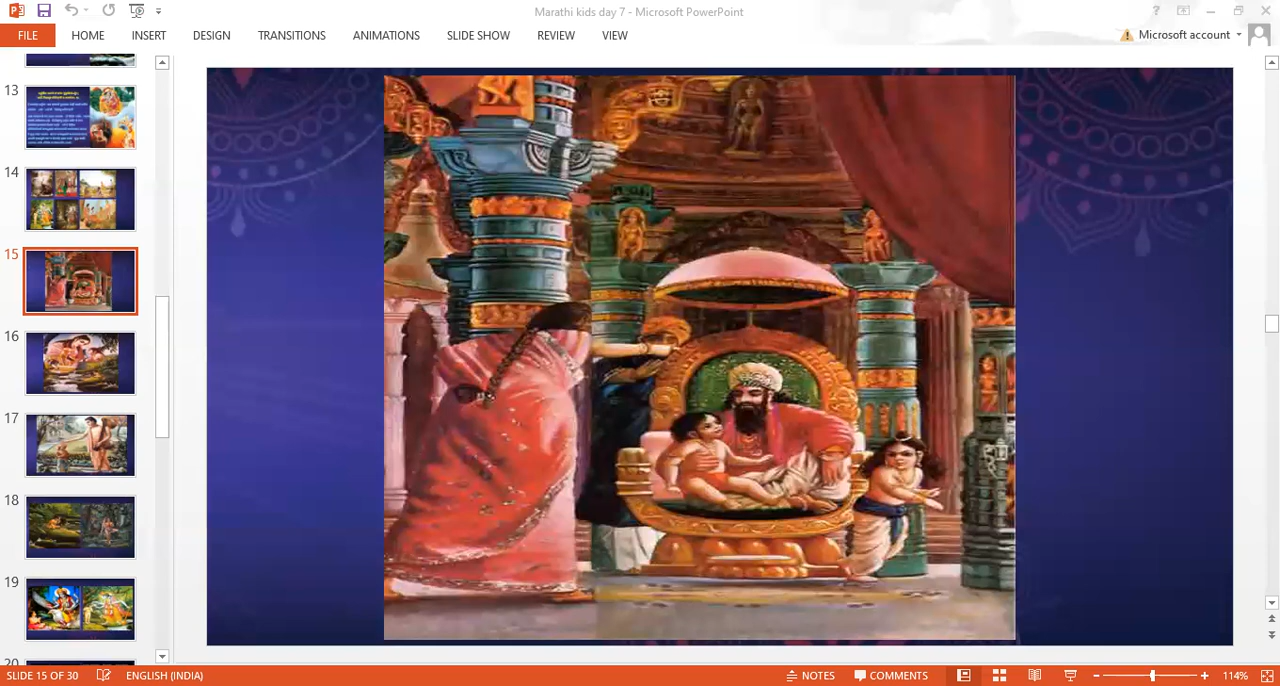 Marathi kids day 7 - Microsoft PowerPoint
FILE HOME INSERT DESIGN TRANSITIONS ANIMATIONS SLIDE SHOW REVIEW VIEW Microsoft account
13
14
15
16
17
18
19
20
SLIDE 15 OF 30 ENGLISH (INDIA) NOTES COMMENTS 114%